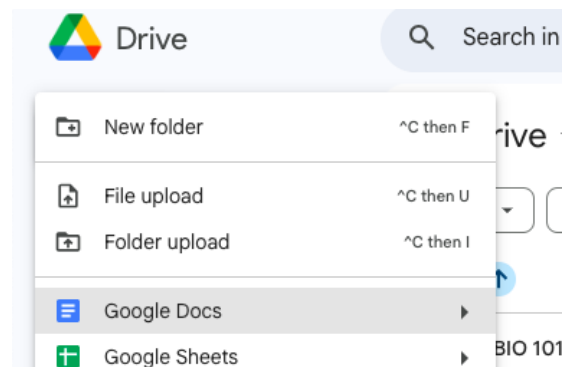 Drive
Search in
New folder ^C then F
rive
File upload ^C then U
Folder upload ^C then I
Google Docs
BIO 101
Google Sheets